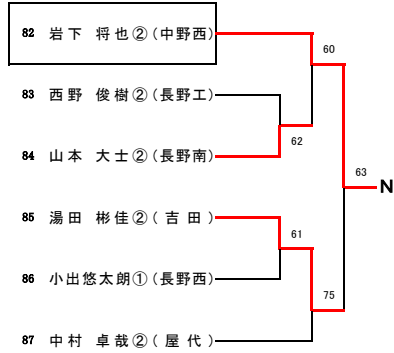 82 岩下 将也②(中野西)
60
83 西野 俊樹②(長野工)
62
84 山本 大士②(長野南)
63
N
85 湯田 彬佳②(吉田)
61
86 小出悠太朗①(長野西)
75
87 中村 卓哉②(屋代)